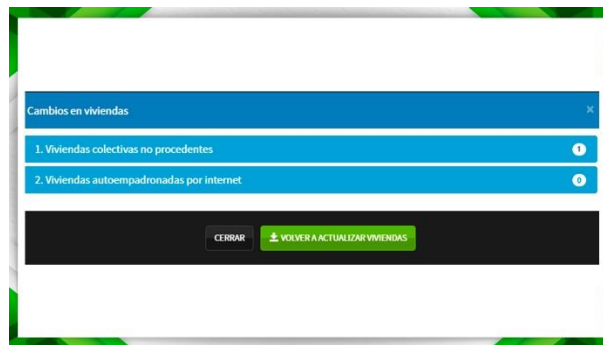 Cambios en viviendas ×
1. Viviendas colectivas no procedentes 1
2. Viviendas autoempadronadas por internet 0
CERRAR VOLVER A ACTUALIZAR VIVIENDAS